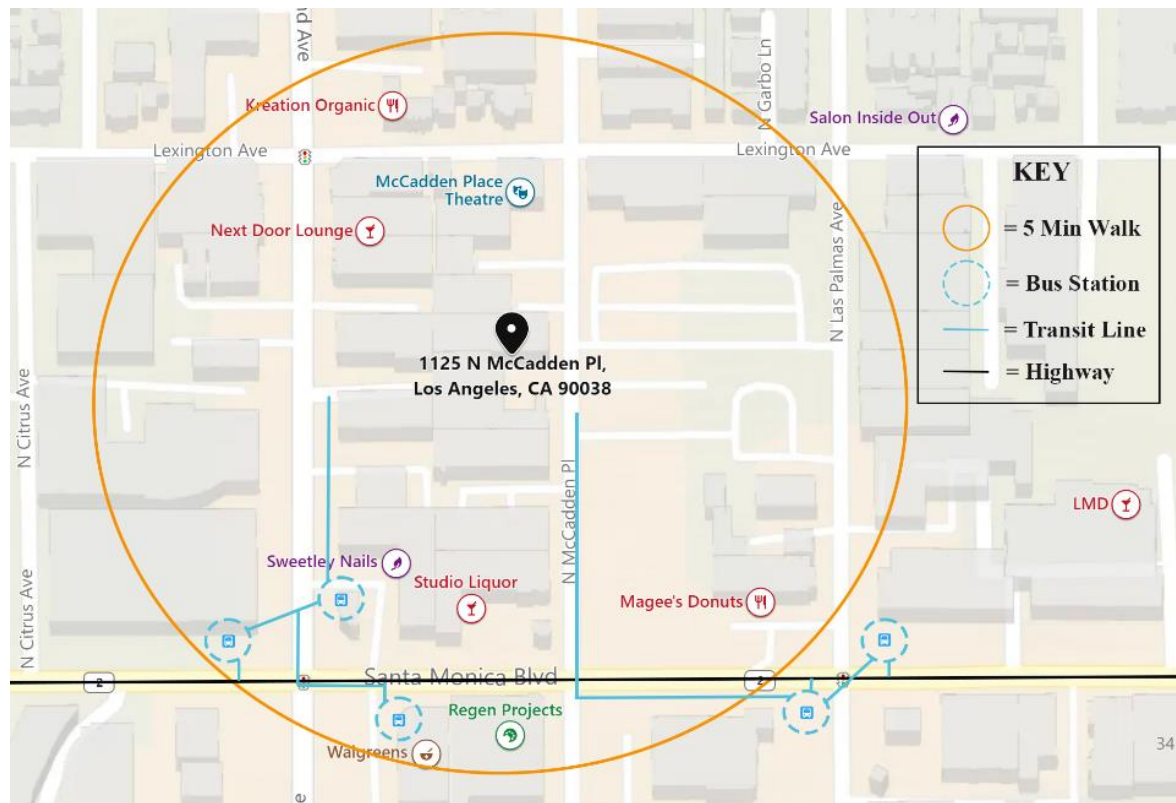 nd Ave
N Garbo Ln
Kreation Organic
Salon Inside Out
Lexington Ave
Lexington Ave
KEY
= 5 Min Walk
= Bus Station
= Transit Line
= Highway
McCadden Place
Theatre
Next Door Lounge
N Las Palmas Ave
1125 N McCadden Pl,
Los Angeles, CA 90038
N Citrus Ave
N McCadden Pl
LMD
Sweetley Nails
Studio Liquor
Magee's Donuts
N Citrus Ave
2
Santa Monica Blvd
2
Regen Projects
Walgreens
34
e